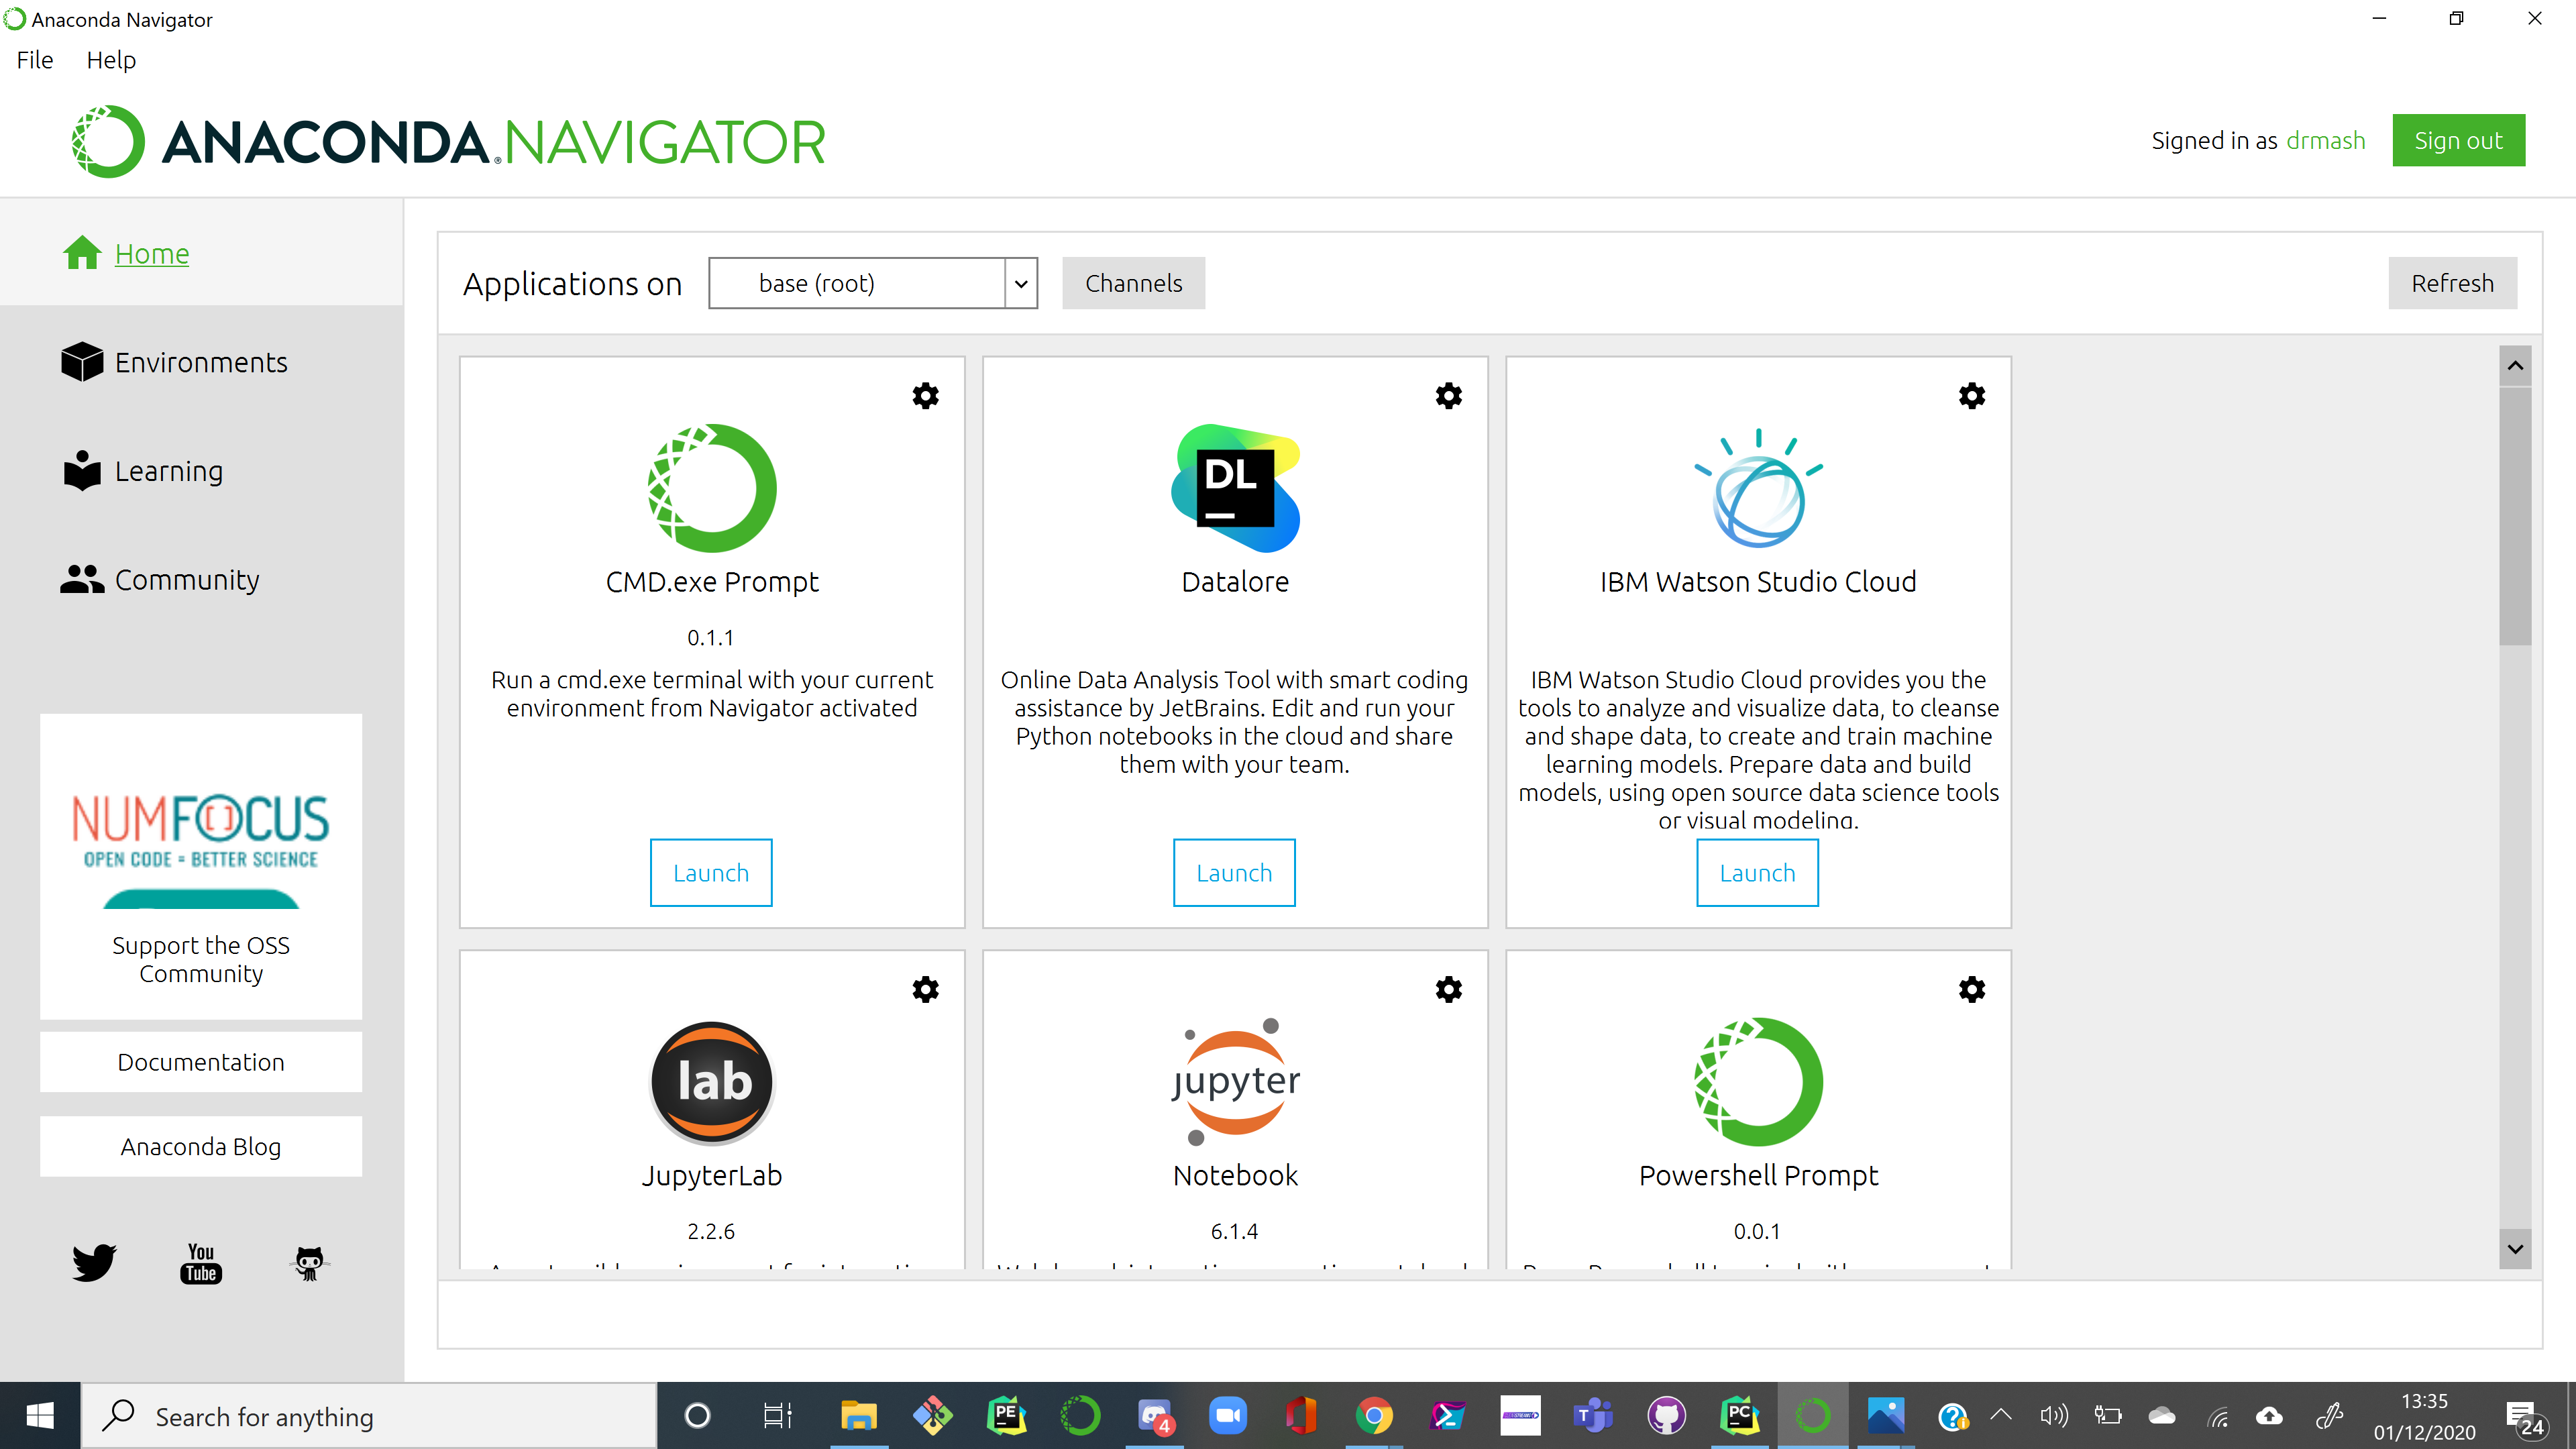 Anaconda Navigator
File Help
ANACONDA.NAVIGATOR
Signed in as drmash Sign out
Home
Environments
Learning
Community
NUMFOCUS
OPEN CODE = BETTER SCIENCE
Support the OSS
Community
Documentation
Anaconda Blog
You
Tube
Applications on base (root) Channels Refresh
CMD.exe Prompt
0.1.1
Run a cmd.exe terminal with your current
environment from Navigator activated
Launch
DL
Datalore
Online Data Analysis Tool with smart coding
assistance by JetBrains. Edit and run your
Python notebooks in the cloud and share
them with your team.
Launch
IBM Watson Studio Cloud
IBM Watson Studio Cloud provides you the
tools to analyze and visualize data, to cleanse
and shape data, to create and train machine
learning models. Prepare data and build
models, using open source data science tools
or visual modeling.
Launch
lab
JupyterLab
2.2.6
jupyter
Notebook
6.1.4
Powershell Prompt
0.0.1
Search for anything
PE
4
T
PC
13:35
01/12/2020
24